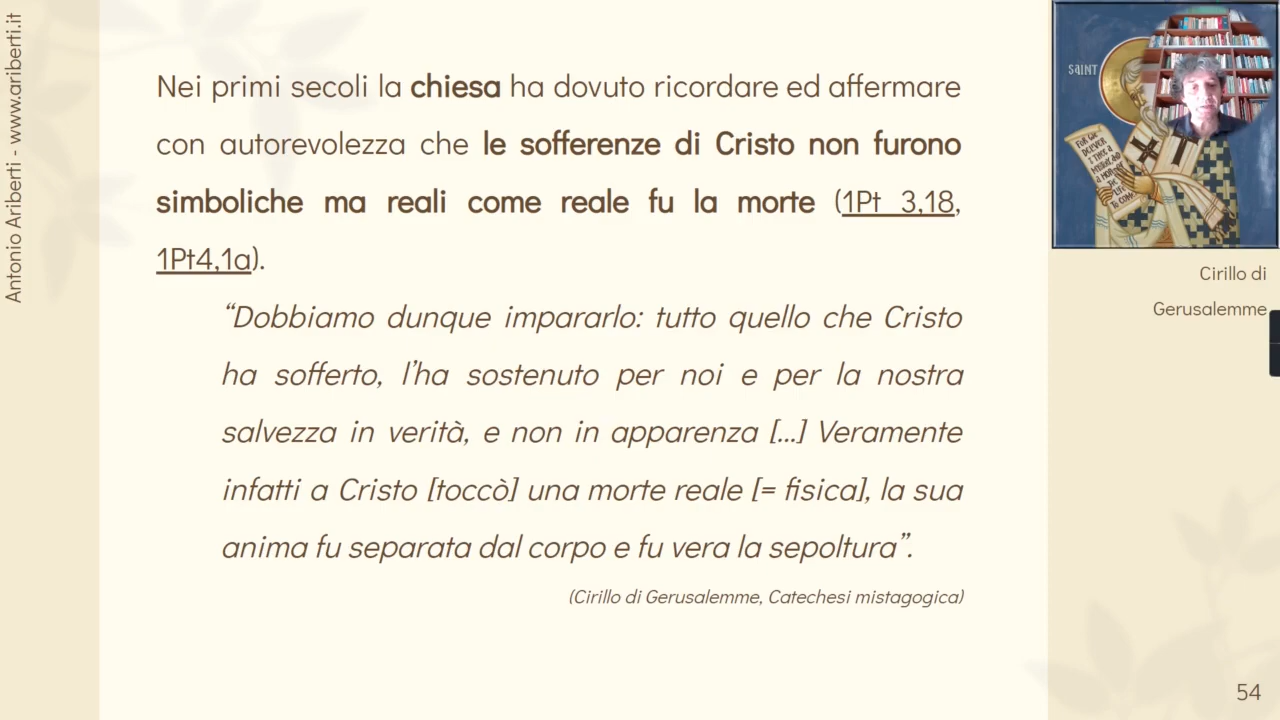 Antonio Ariberti - www.ariberti.it
Nei primi secoli la chiesa ha dovuto ricordare ed affermare
con autorevolezza che le sofferenze di Cristo non furono
simboliche ma reali come reale fu la morte (1Pt 3,18,
1Pt4,1a).
“Dobbiamo dunque impararlo: tutto quello che Cristo
ha sofferto, l’ha sostenuto per noi e per la nostra
salvezza in verità, e non in apparenza [...] Veramente
infatti a Cristo [toccò] una morte reale [= fisica], la sua
anima fu separata dal corpo e fu vera la sepoltura”.
(Cirillo di Gerusalemme, Catechesi mistagogica)
SAINT
Cirillo di
Gerusalemme
54